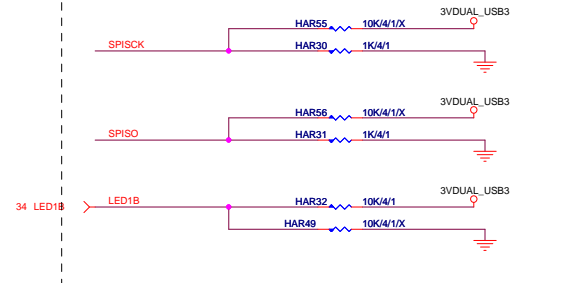 3VDUAL_USB3
HAR55 10K/4/1/X
SPISCK HAR30 1K/4/1
3VDUAL_USB3
HAR56 10K/4/1/X
SPISO HAR31 1K/4/1
3VDUAL_USB3
34 LED1B LED1B HAR32 10K/4/1
HAR49 10K/4/1/X